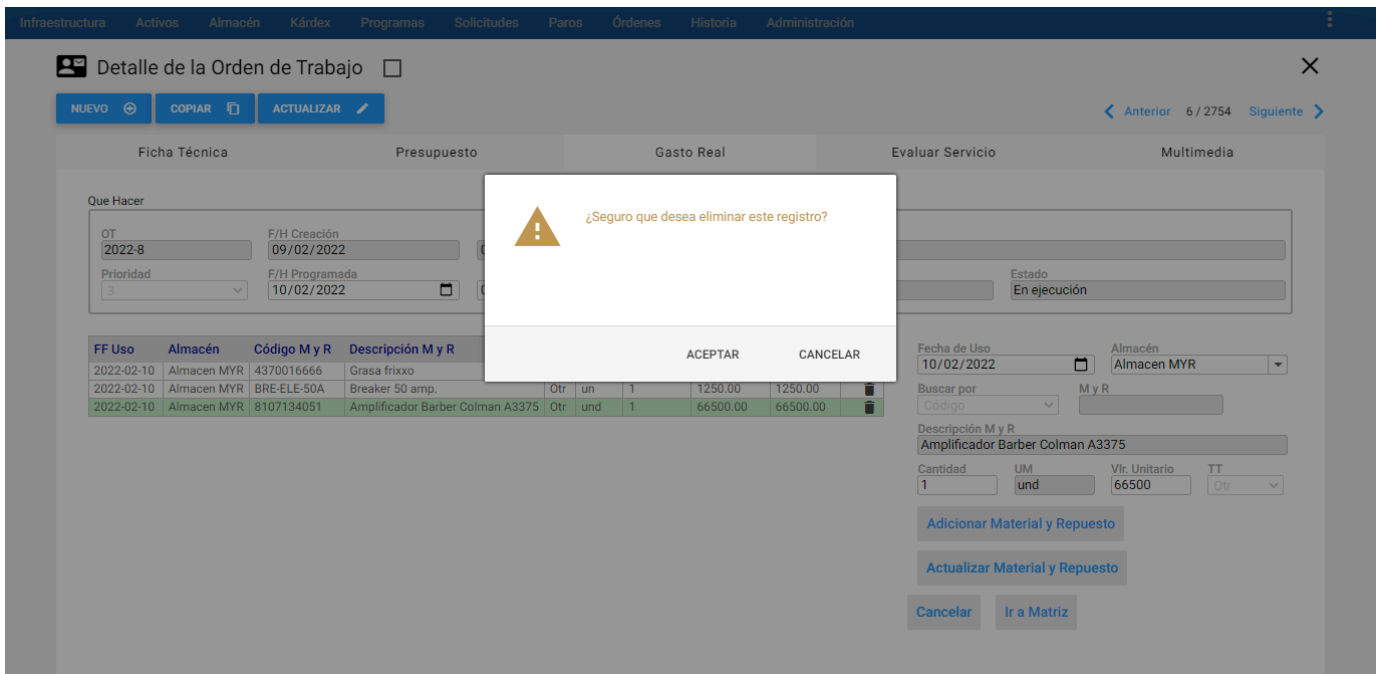 Infraestructura Activos Almacén Kárdex Programas Solicitudes Paros Órdenes Historia Administración
Detalle de la Orden de Trabajo
NUEVO COPIAR ACTUALIZAR
Anterior 6 / 2754 Siguiente
Ficha Técnica Presupuesto Gasto Real Evaluar Servicio Multimedia
¿Seguro que desea eliminar este registro?
ACEPTAR CANCELAR
Que Hacer
OT F/H Creación
2022-8 09/02/2022
Prioridad F/H Programada Estado
3 10/02/2022 En ejecución
FF Uso Almacén Código M y R Descripción M y R
2022-02-10 Almacen MYR 4370016666 Grasa frixxo
2022-02-10 Almacen MYR BRE-ELE-50A Breaker 50 amp. Otr un 1 1250.00 1250.00
2022-02-10 Almacen MYR 8107134051 Amplificador Barber Colman A3375 Otr und 1 66500.00 66500.00
Fecha de Uso Almacén
10/02/2022 Almacen MYR
Buscar por M y R
Código
Descripción M y R
Amplificador Barber Colman A3375
Cantidad UM Vlr. Unitario TT
1 und 66500 Otr
Adicionar Material y Repuesto
Actualizar Material y Repuesto
Cancelar Ir a Matriz